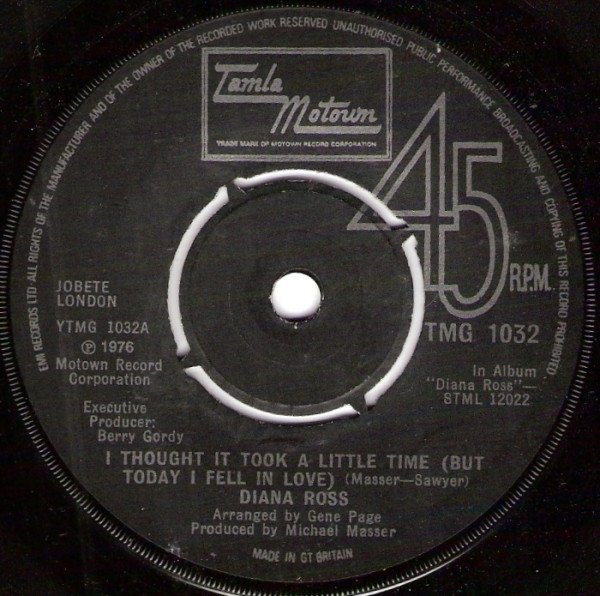 EMI RECORDS LTD·ALL RIGHTS OF THE MANUFACTURER AND OF THE OWNER OF THE RECORDED WORK RESERVED UNAUTHORISED PUBLIC PERFORMANCE BROADCASTING AND COPYING OF THIS RECORD PROHIBITED
Tamla
Motown
TRADE MARK OF MOTOWN RECORD CORPORATION
45
R.P.M.
JOBETE
LONDON
YTMG 1032A
℗ 1976
Motown Record
Corporation
TMG 1032
In Album
"Diana Ross"—
STML 12022
Executive
Producer:
Berry Gordy
I THOUGHT IT TOOK A LITTLE TIME (BUT
TODAY I FELL IN LOVE) (Masser—Sawyer)
DIANA ROSS
Arranged by Gene Page
Produced by Michael Masser
MADE IN GT BRITAIN